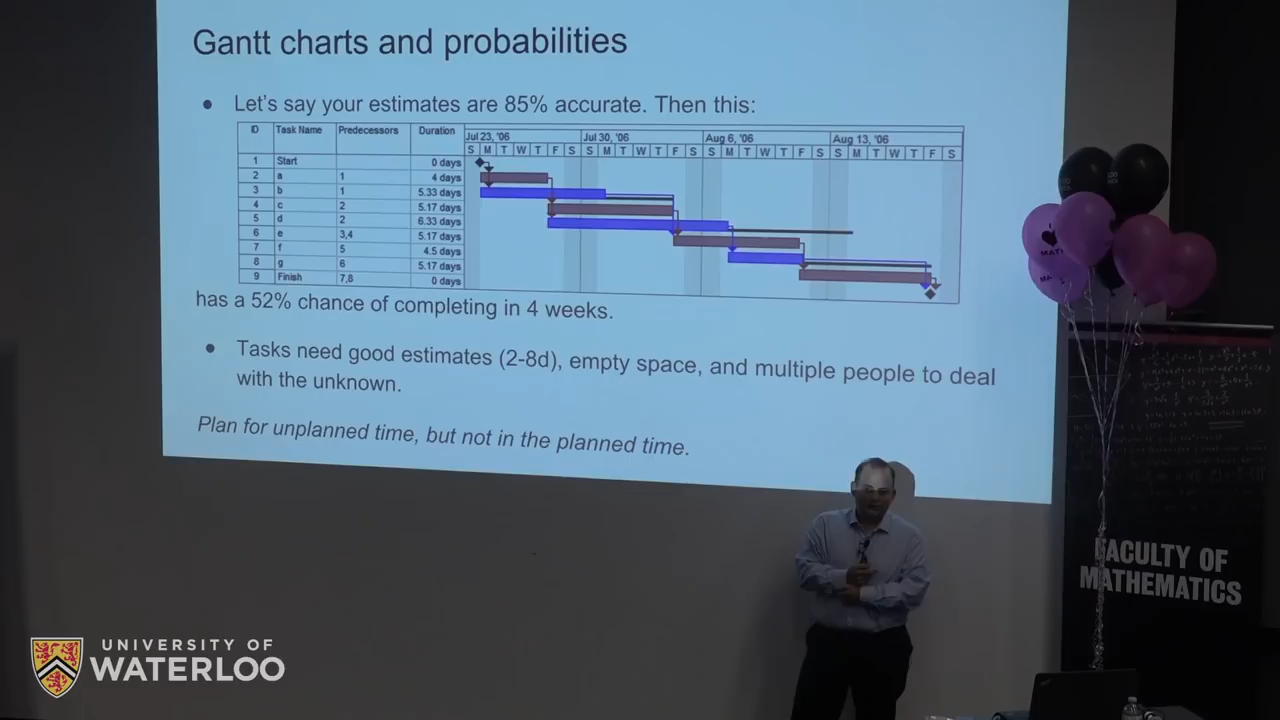 Gantt charts and probabilities
● Let's say your estimates are 85% accurate. Then this:
ID Task Name Predecessors Duration Jul 23, '06 Jul 30, '06 Aug 6, '06 Aug 13, '06
S M T W T F S S M T W T F S S M T W T F S S M T W T F S
1 Start 0 days
2 a 1 4 days
3 b 1 5.33 days
4 c 2 5.17 days
5 d 2 6.33 days
6 e 3,4 5.17 days
7 f 5 4.5 days
8 g 6 5.17 days
9 Finish 7,8 0 days
has a 52% chance of completing in 4 weeks.
● Tasks need good estimates (2-8d), empty space, and multiple people to deal
with the unknown.
Plan for unplanned time, but not in the planned time.
MATH
FACULTY OF
MATHEMATICS
UNIVERSITY OF
WATERLOO